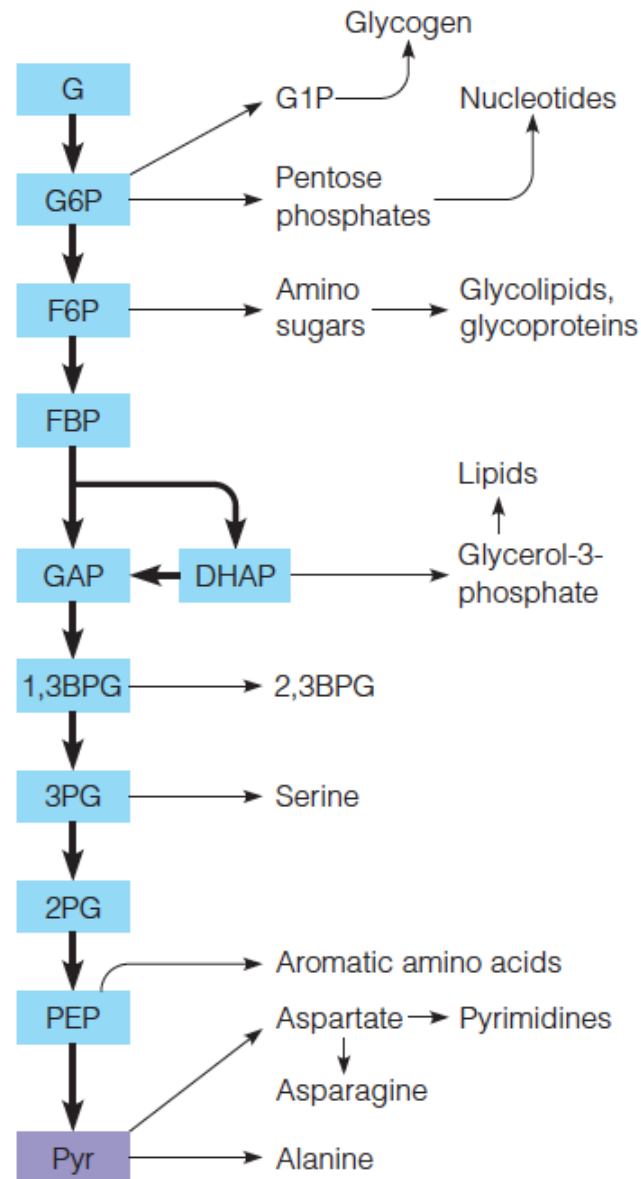 Glycogen
G
G1P
Nucleotides
G6P
Pentose
phosphates
F6P
Amino
sugars
Glycolipids,
glycoproteins
FBP
Lipids
GAP
DHAP
Glycerol-3-
phosphate
1,3BPG
2,3BPG
3PG
Serine
2PG
Aromatic amino acids
PEP
Aspartate
Pyrimidines
Asparagine
Pyr
Alanine